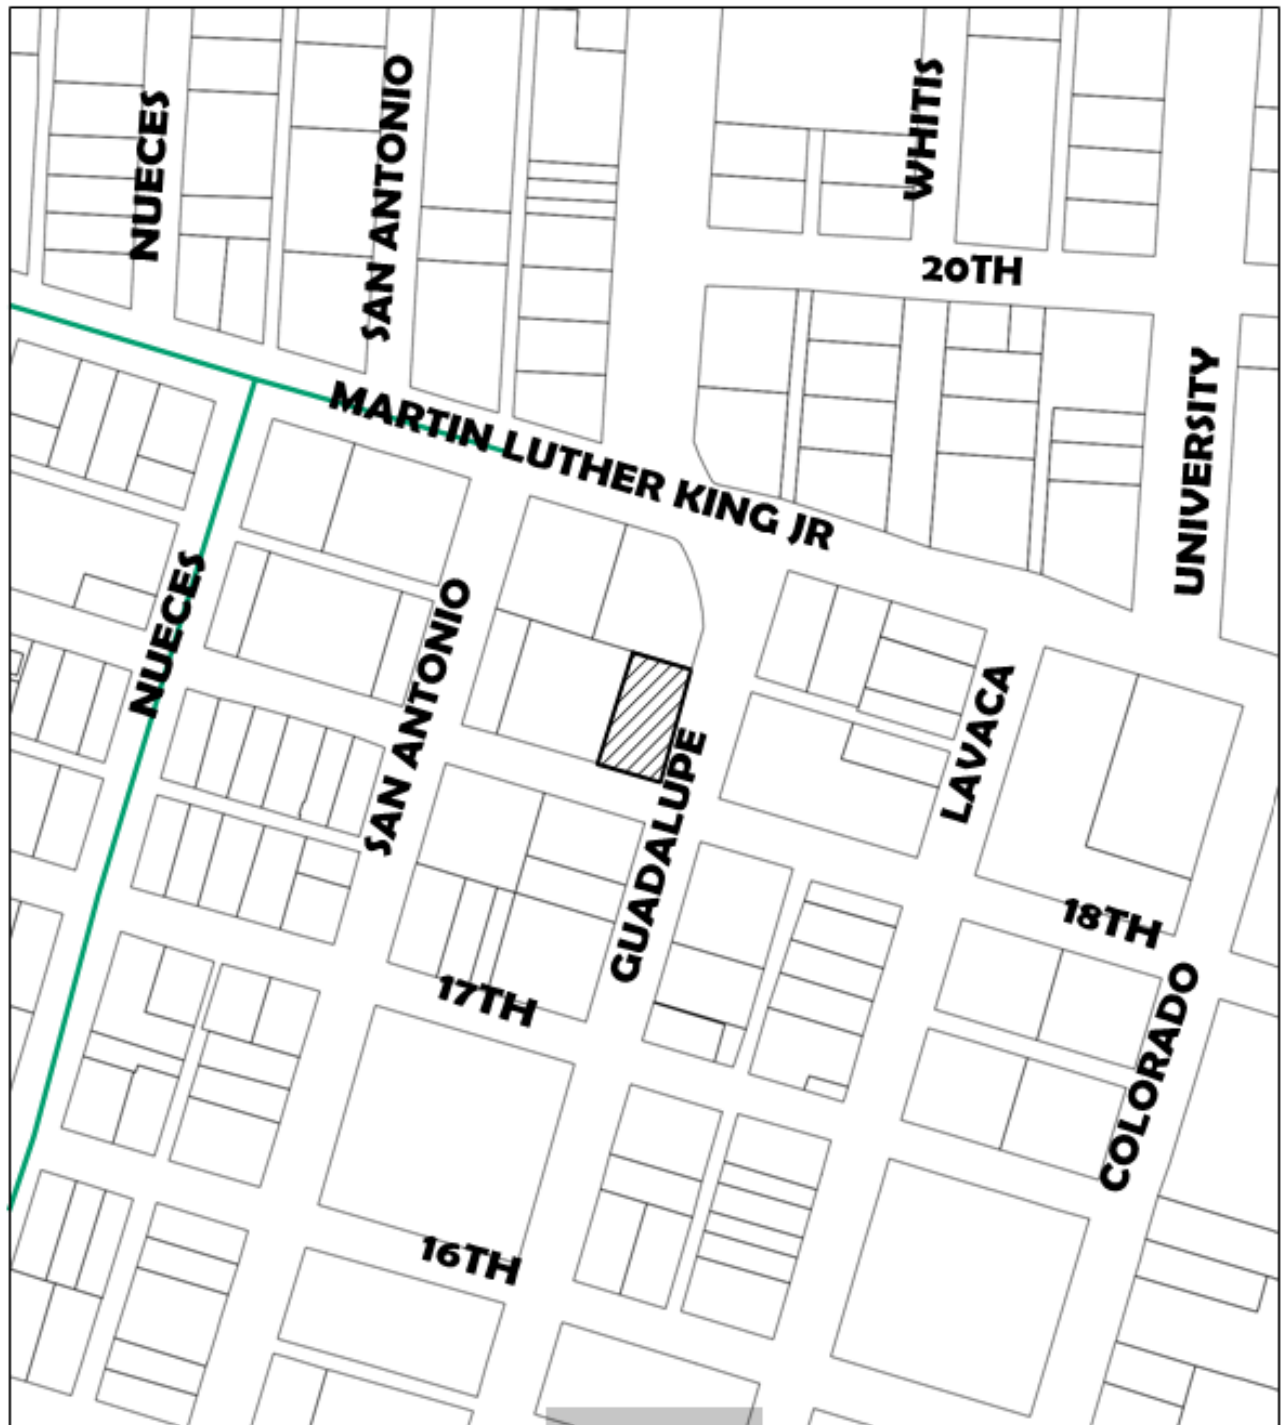 NUECES
SAN ANTONIO
WHITIS
20TH
MARTIN LUTHER KING JR
UNIVERSITY
NUECES
SAN ANTONIO
LAVACA
GUADALUPE
18TH
17TH
COLORADO
16TH